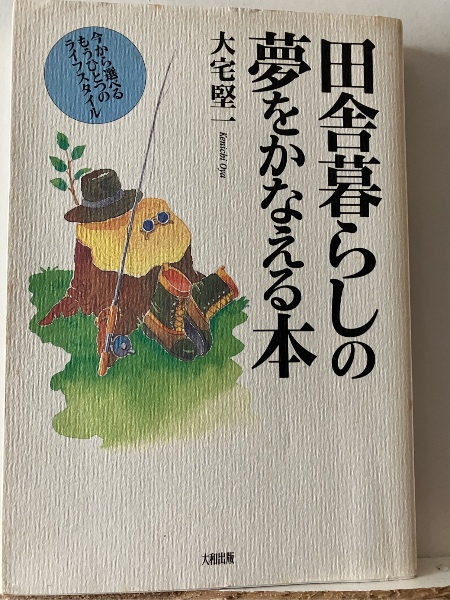 田舎暮らしの
夢をかなえる本
大宅堅一
Kenichi Oya
今から選べる
もうひとつの
ライフスタイル
大和出版